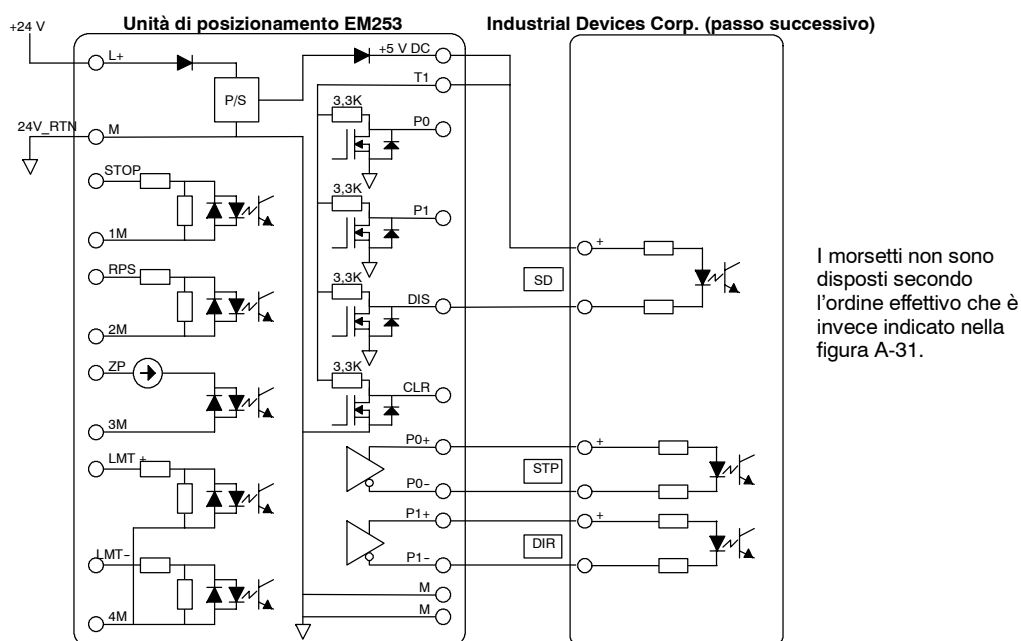 Unità di posizionamento EM253
Industrial Devices Corp. (passo successivo)
+24 V
L+
+5 V DC
T1
P/S
3,3K
P0
24V_RTN
M
STOP
3,3K
P1
1M
RPS
SD
3,3K
DIS
2M
ZP
3,3K
CLR
3M
LMT +
P0+
+
STP
P0-
P1+
+
DIR
LMT-
P1-
M
4M
M
I morsetti non sono
disposti secondo
l'ordine effettivo che è
invece indicato nella
figura A-31.
+